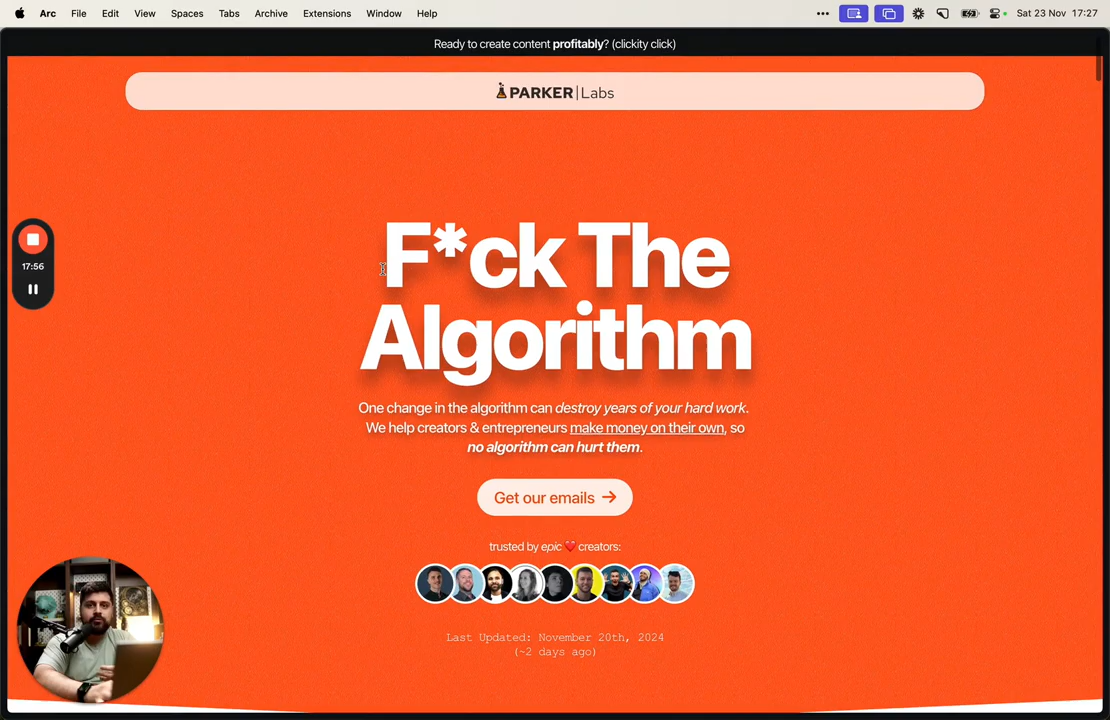 Arc File Edit View Spaces Tabs Archive Extensions Window Help Sat 23 Nov 17:27
Ready to create content profitably? (clickity click)
PARKER|Labs
F*ck The
Algorithm
17:56
One change in the algorithm can destroy years of your hard work.
We help creators & entrepreneurs make money on their own, so
no algorithm can hurt them.
Get our emails →
trusted by epic ❤️ creators:
Last Updated: November 20th, 2024
(~2 days ago)